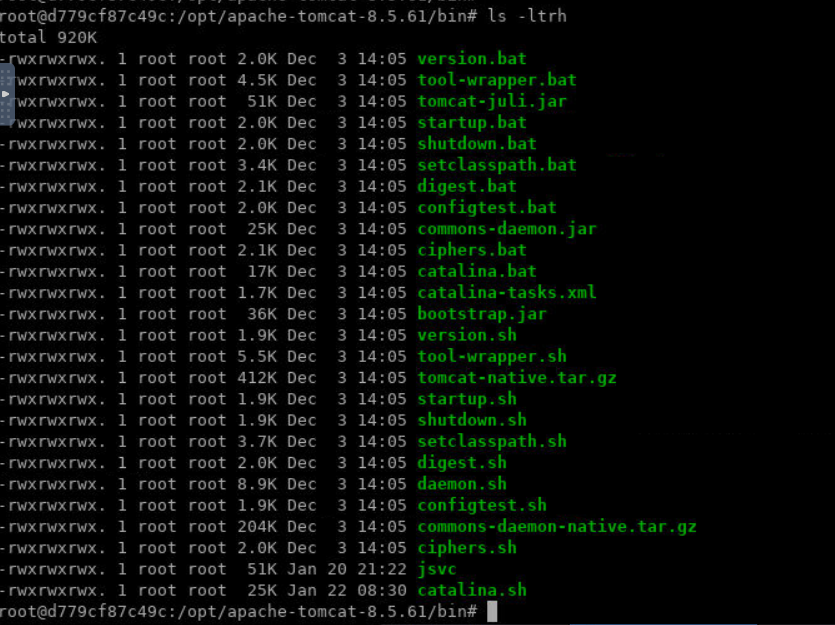 root@d779cf87c49c:/opt/apache-tomcat-8.5.61/bin# ls -ltrh
total 920K
-rwxrwxrwx. 1 root root 2.0K Dec  3 14:05 version.bat
-rwxrwxrwx. 1 root root 4.5K Dec  3 14:05 tool-wrapper.bat
-rwxrwxrwx. 1 root root  51K Dec  3 14:05 tomcat-juli.jar
-rwxrwxrwx. 1 root root 2.0K Dec  3 14:05 startup.bat
-rwxrwxrwx. 1 root root 2.0K Dec  3 14:05 shutdown.bat
-rwxrwxrwx. 1 root root 3.4K Dec  3 14:05 setclasspath.bat
-rwxrwxrwx. 1 root root 2.1K Dec  3 14:05 digest.bat
-rwxrwxrwx. 1 root root 2.0K Dec  3 14:05 configtest.bat
-rwxrwxrwx. 1 root root  25K Dec  3 14:05 commons-daemon.jar
-rwxrwxrwx. 1 root root 2.1K Dec  3 14:05 ciphers.bat
-rwxrwxrwx. 1 root root  17K Dec  3 14:05 catalina.bat
-rwxrwxrwx. 1 root root 1.7K Dec  3 14:05 catalina-tasks.xml
-rwxrwxrwx. 1 root root  36K Dec  3 14:05 bootstrap.jar
-rwxrwxrwx. 1 root root 1.9K Dec  3 14:05 version.sh
-rwxrwxrwx. 1 root root 5.5K Dec  3 14:05 tool-wrapper.sh
-rwxrwxrwx. 1 root root 412K Dec  3 14:05 tomcat-native.tar.gz
-rwxrwxrwx. 1 root root 1.9K Dec  3 14:05 startup.sh
-rwxrwxrwx. 1 root root 1.9K Dec  3 14:05 shutdown.sh
-rwxrwxrwx. 1 root root 3.7K Dec  3 14:05 setclasspath.sh
-rwxrwxrwx. 1 root root 2.0K Dec  3 14:05 digest.sh
-rwxrwxrwx. 1 root root 8.9K Dec  3 14:05 daemon.sh
-rwxrwxrwx. 1 root root 1.9K Dec  3 14:05 configtest.sh
-rwxrwxrwx. 1 root root 204K Dec  3 14:05 commons-daemon-native.tar.gz
-rwxrwxrwx. 1 root root 2.0K Dec  3 14:05 ciphers.sh
-rwxrwxrwx. 1 root root  51K Jan 20 21:22 jsvc
-rwxrwxrwx. 1 root root  25K Jan 22 08:30 catalina.sh
root@d779cf87c49c:/opt/apache-tomcat-8.5.61/bin#